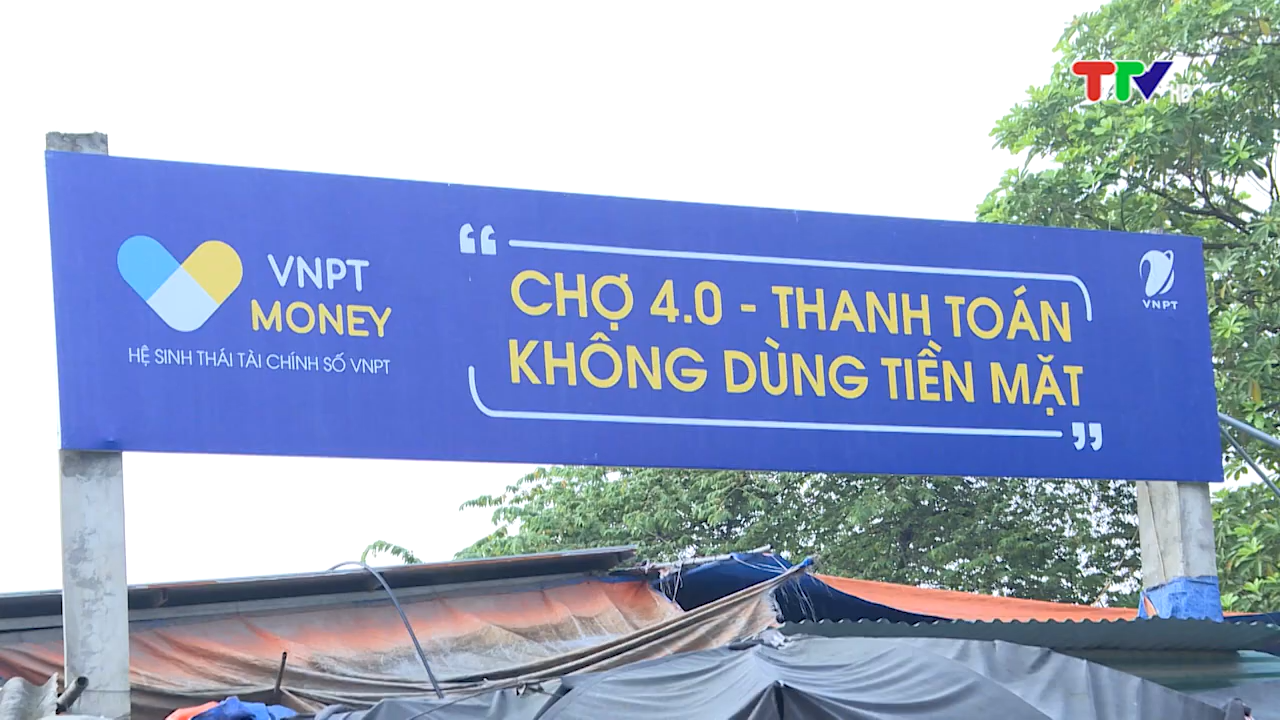 TTV HD
VNPT
MONEY
HỆ SINH THÁI TÀI CHÍNH SỐ VNPT
“ CHỢ 4.0 - THANH TOÁN
KHÔNG DÙNG TIỀN MẶT ”
VNPT